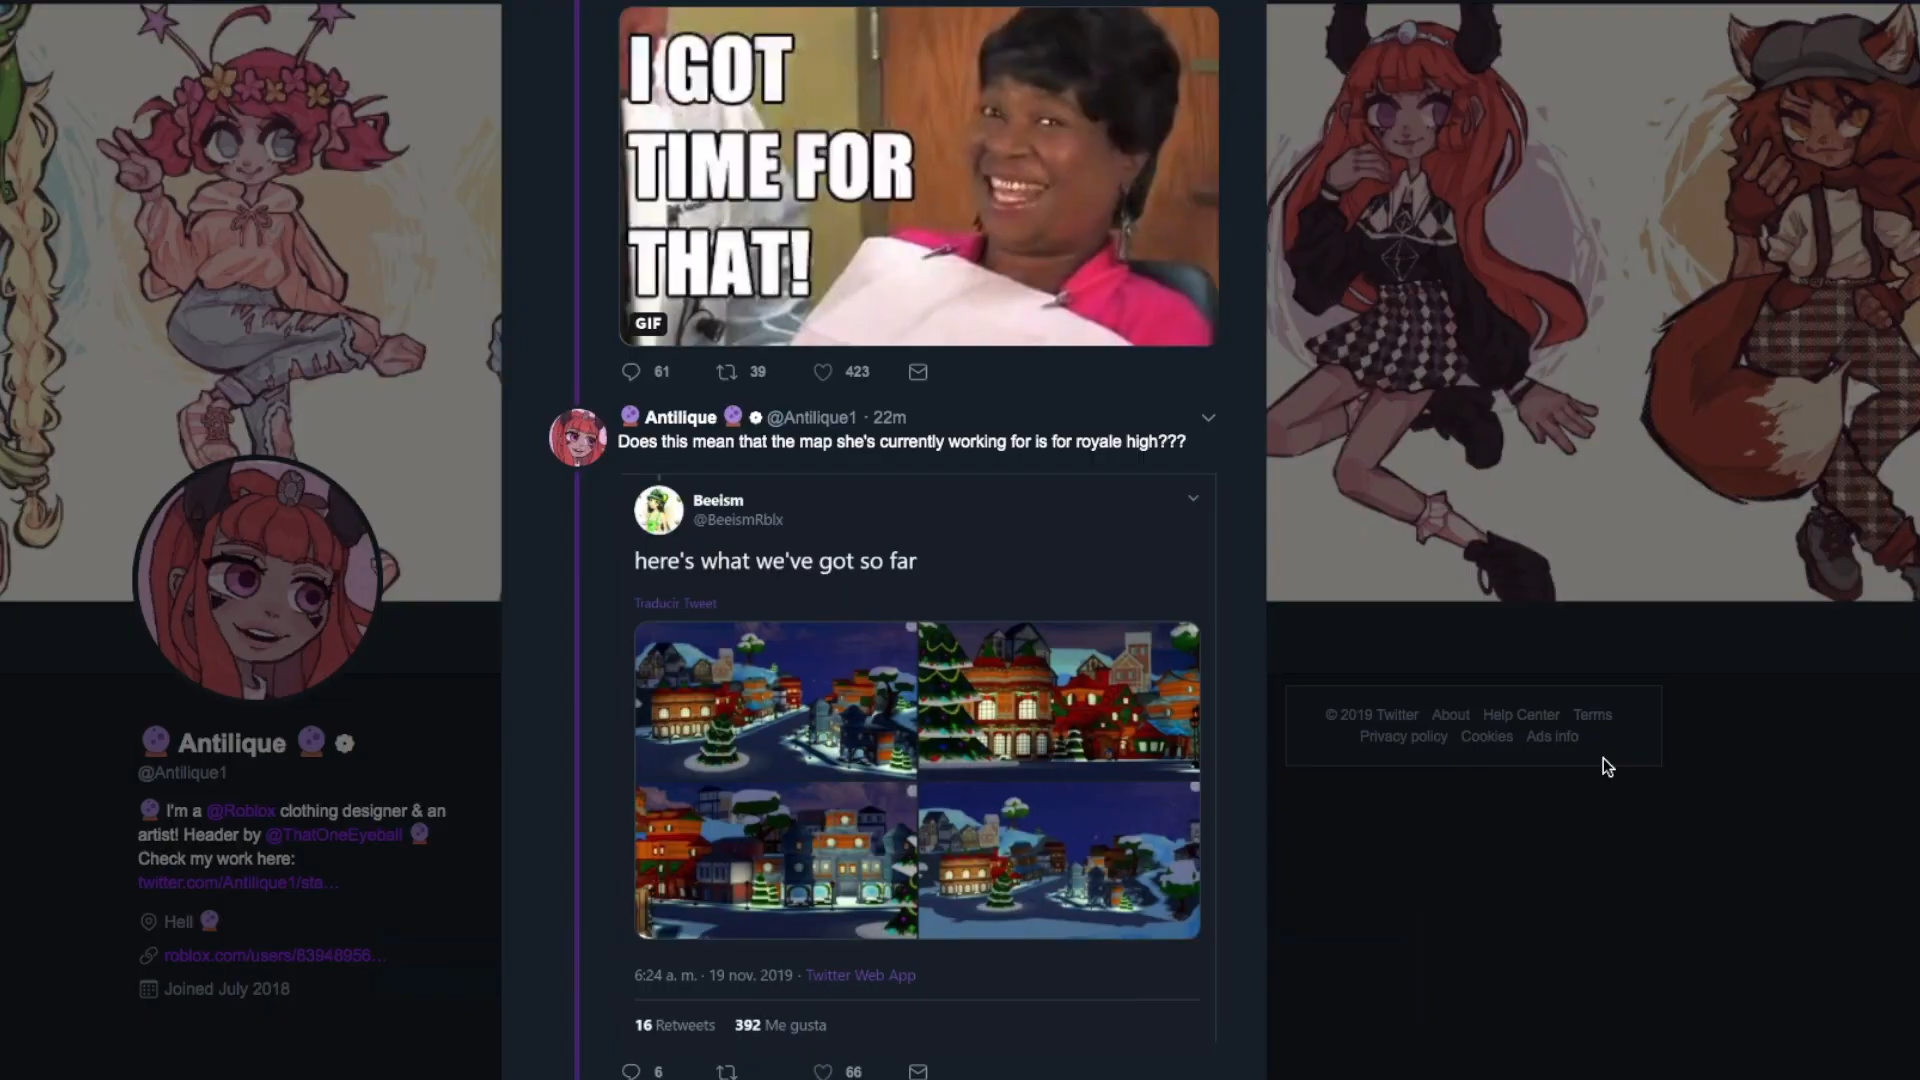 I GOT
TIME FOR
THAT!
GIF
61 39 423
Antilique @Antilique1 · 22m
Does this mean that the map she's currently working for is for royale high???
Beeism
@BeeismRblx
here's what we've got so far
Traducir Tweet
6:24 a. m. · 19 nov. 2019 · Twitter Web App
16 Retweets 392 Me gusta
6 66
Antilique
@Antilique1
I'm a @Roblox clothing designer & an
artist! Header by @ThatOneEyeball
Check my work here:
twitter.com/Antilique1/sta…
Hell
roblox.com/users/83948956…
Joined July 2018
© 2019 Twitter About Help Center Terms
Privacy policy Cookies Ads info